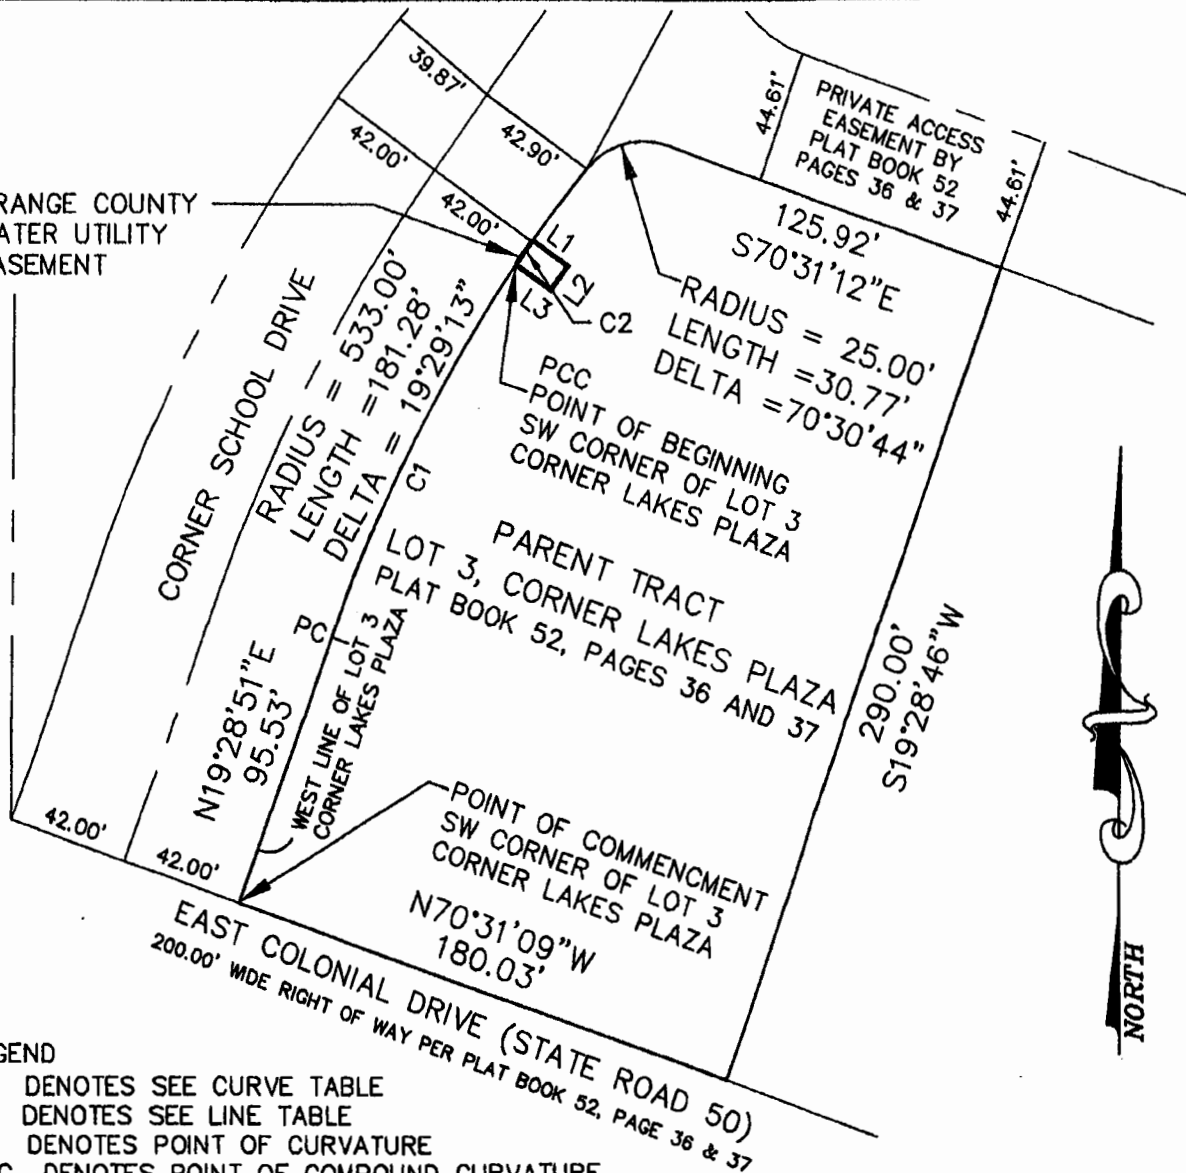 39.87'
42.90'
42.00'
42.00'
44.61'
PRIVATE ACCESS
EASEMENT BY
PLAT BOOK 52
PAGES 36 & 37
44.61'
RANGE COUNTY
ATER UTILITY
ASEMENT
125.92'
S70°31'12"E
L1
L2
L3
C2
RADIUS = 25.00'
LENGTH =30.77'
DELTA =70°30'44"
CORNER SCHOOL DRIVE
RADIUS = 533.00'
LENGTH =181.28'
DELTA = 19°29'13"
C1
PCC
POINT OF BEGINNING
SW CORNER OF LOT 3
CORNER LAKES PLAZA
PARENT TRACT
LOT 3, CORNER LAKES PLAZA
PLAT BOOK 52, PAGES 36 AND 37
PC
N19°28'51"E
95.53'
WEST LINE OF LOT 3
CORNER LAKES PLAZA
290.00'
S19°28'46"W
42.00'
42.00'
POINT OF COMMENCMENT
SW CORNER OF LOT 3
CORNER LAKES PLAZA
N70°31'09"W
180.03'
EAST COLONIAL DRIVE (STATE ROAD 50)
200.00' WIDE RIGHT OF WAY PER PLAT BOOK 52, PAGE 36 & 37
NORTH
GEND
DENOTES SEE CURVE TABLE
DENOTES SEE LINE TABLE
DENOTES POINT OF CURVATURE
C DENOTES POINT OF COMPOUND CURVATURE